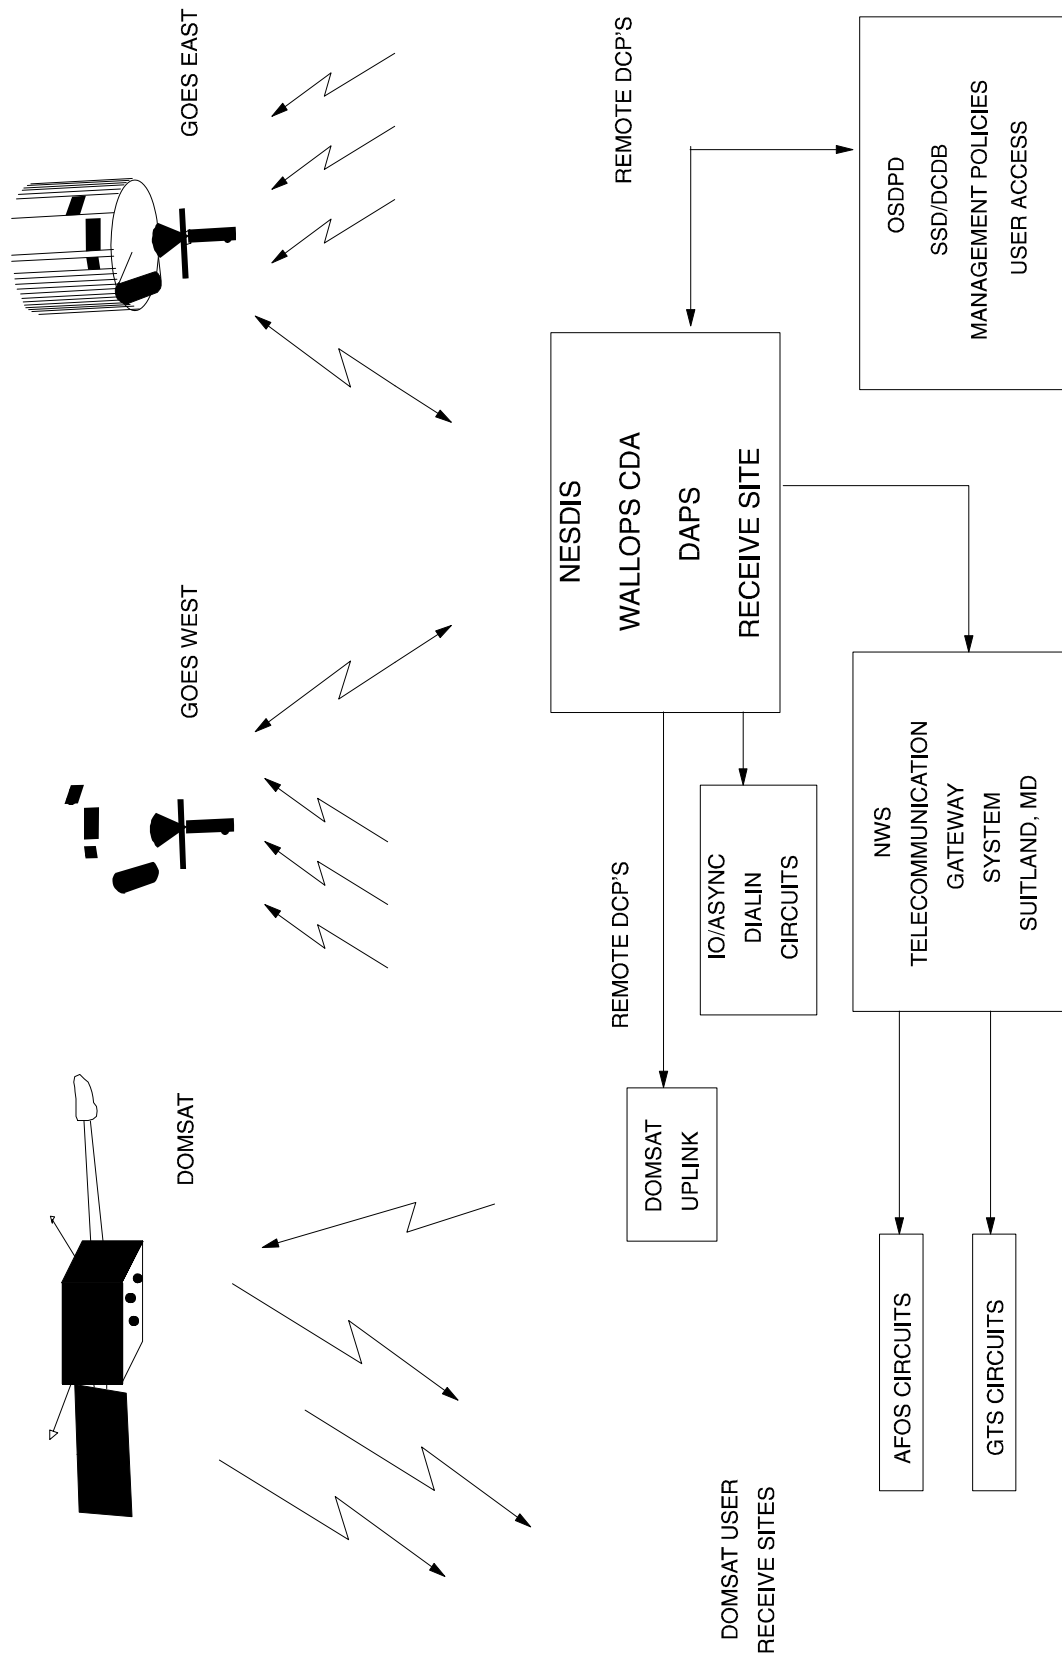 DOMSAT
GOES WEST
GOES EAST
DOMSAT USER
RECEIVE SITES
REMOTE DCP'S
REMOTE DCP'S
NESDIS
WALLOPS CDA
DAPS
RECEIVE SITE
DOMSAT
UPLINK
IO/ASYNC
DIALIN
CIRCUITS
AFOS CIRCUITS
GTS CIRCUITS
NWS
TELECOMMUNICATION
GATEWAY
SYSTEM
SUITLAND, MD
OSDPD
SSD/DCDB
MANAGEMENT POLICIES
USER ACCESS